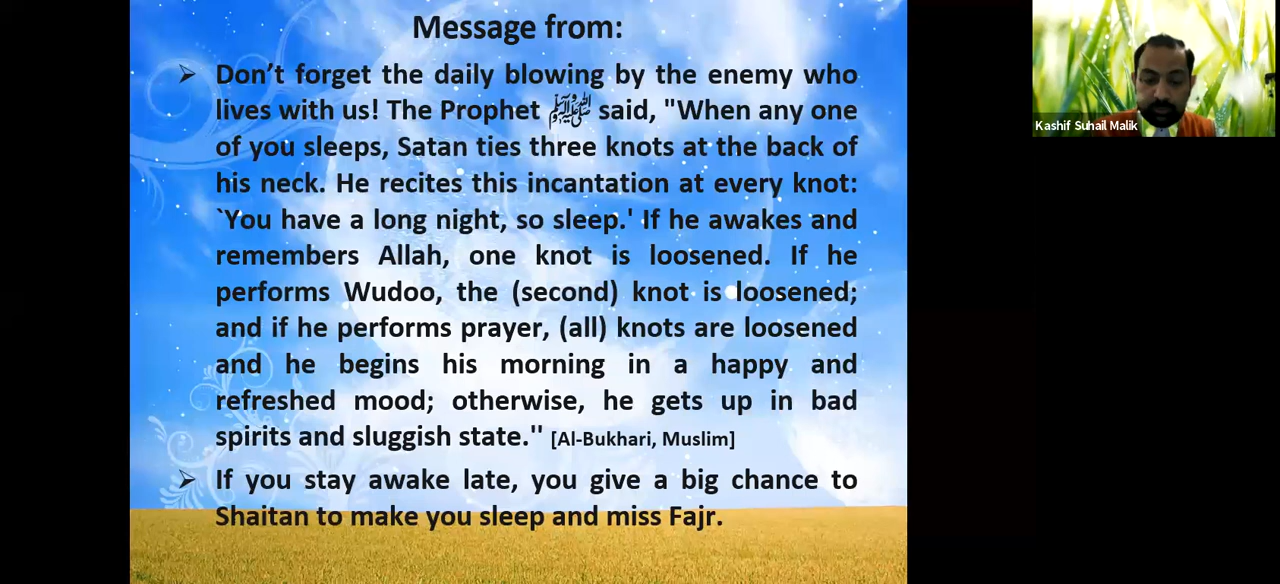 Message from:
➢ Don’t forget the daily blowing by the enemy who
lives with us! The Prophet ﷺ said, "When any one
of you sleeps, Satan ties three knots at the back of
his neck. He recites this incantation at every knot:
`You have a long night, so sleep.' If he awakes and
remembers Allah, one knot is loosened. If he
performs Wudoo, the (second) knot is loosened;
and if he performs prayer, (all) knots are loosened
and he begins his morning in a happy and
refreshed mood; otherwise, he gets up in bad
spirits and sluggish state.'' [Al-Bukhari, Muslim]
➢ If you stay awake late, you give a big chance to
Shaitan to make you sleep and miss Fajr.
Kashif Suhail Malik